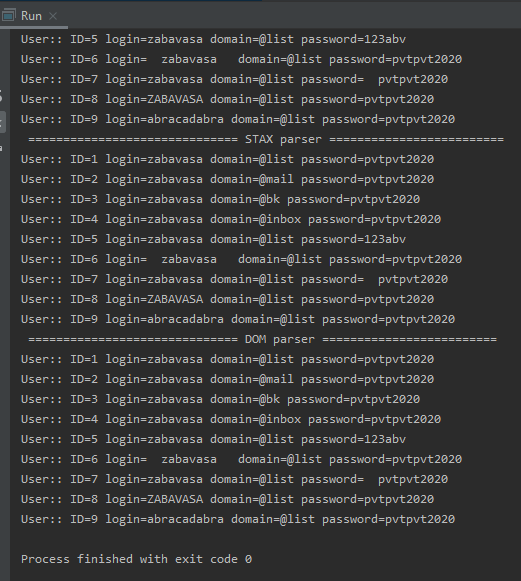 Run
User:: ID=5 login=zabavasa domain=@list password=123abv
User:: ID=6 login=  zabavasa   domain=@list password=pvtpvt2020
User:: ID=7 login=zabavasa domain=@list password=  pvtpvt2020
User:: ID=8 login=ZABAVASA domain=@list password=pvtpvt2020
User:: ID=9 login=abracadabra domain=@list password=pvtpvt2020
 ============================== STAX parser =========================
User:: ID=1 login=zabavasa domain=@list password=pvtpvt2020
User:: ID=2 login=zabavasa domain=@mail password=pvtpvt2020
User:: ID=3 login=zabavasa domain=@bk password=pvtpvt2020
User:: ID=4 login=zabavasa domain=@inbox password=pvtpvt2020
User:: ID=5 login=zabavasa domain=@list password=123abv
User:: ID=6 login=  zabavasa   domain=@list password=pvtpvt2020
User:: ID=7 login=zabavasa domain=@list password=  pvtpvt2020
User:: ID=8 login=ZABAVASA domain=@list password=pvtpvt2020
User:: ID=9 login=abracadabra domain=@list password=pvtpvt2020
 ============================== DOM parser =========================
User:: ID=1 login=zabavasa domain=@list password=pvtpvt2020
User:: ID=2 login=zabavasa domain=@mail password=pvtpvt2020
User:: ID=3 login=zabavasa domain=@bk password=pvtpvt2020
User:: ID=4 login=zabavasa domain=@inbox password=pvtpvt2020
User:: ID=5 login=zabavasa domain=@list password=123abv
User:: ID=6 login=  zabavasa   domain=@list password=pvtpvt2020
User:: ID=7 login=zabavasa domain=@list password=  pvtpvt2020
User:: ID=8 login=ZABAVASA domain=@list password=pvtpvt2020
User:: ID=9 login=abracadabra domain=@list password=pvtpvt2020
Process finished with exit code 0